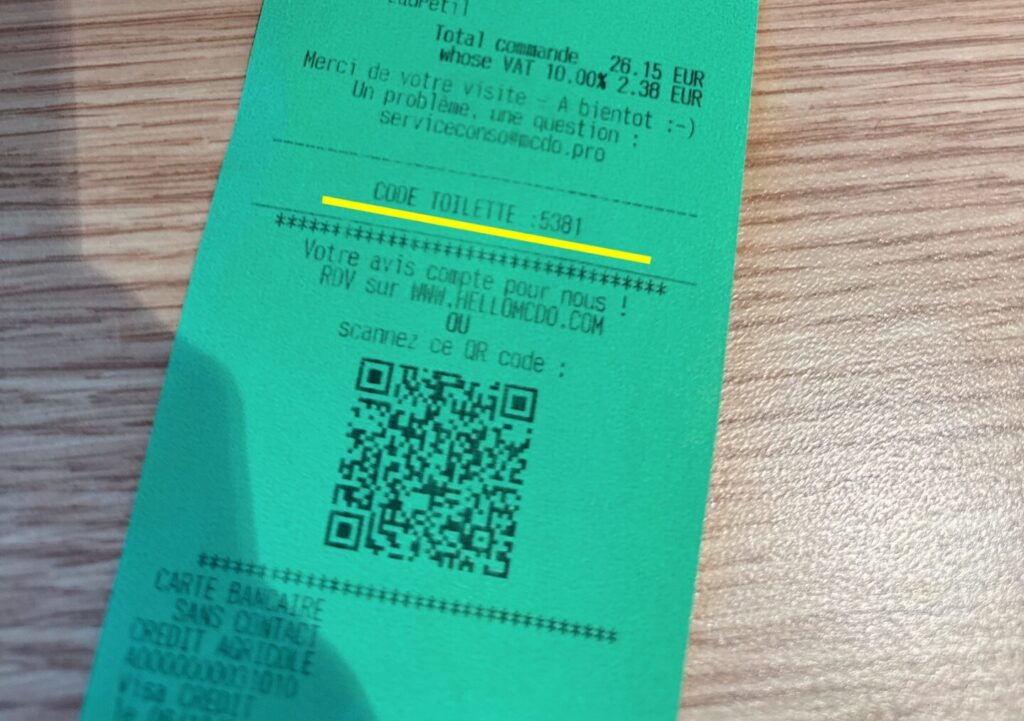 Total commande 26.15 EUR
whose VAT 10.00% 2.38 EUR
Merci de votre visite - A bientot :-)
Un problème, une question :
serviceconso@mcdo.pro
CODE TOILETTE :5381
****************************************
Votre avis compte pour nous !
RDV sur WWW.HELLOMCDO.COM
OU
scannez ce QR code :
****************************************
CARTE BANCAIRE
SANS CONTACT
CREDIT AGRICOLE
A0000000031010
Visa CREDIT